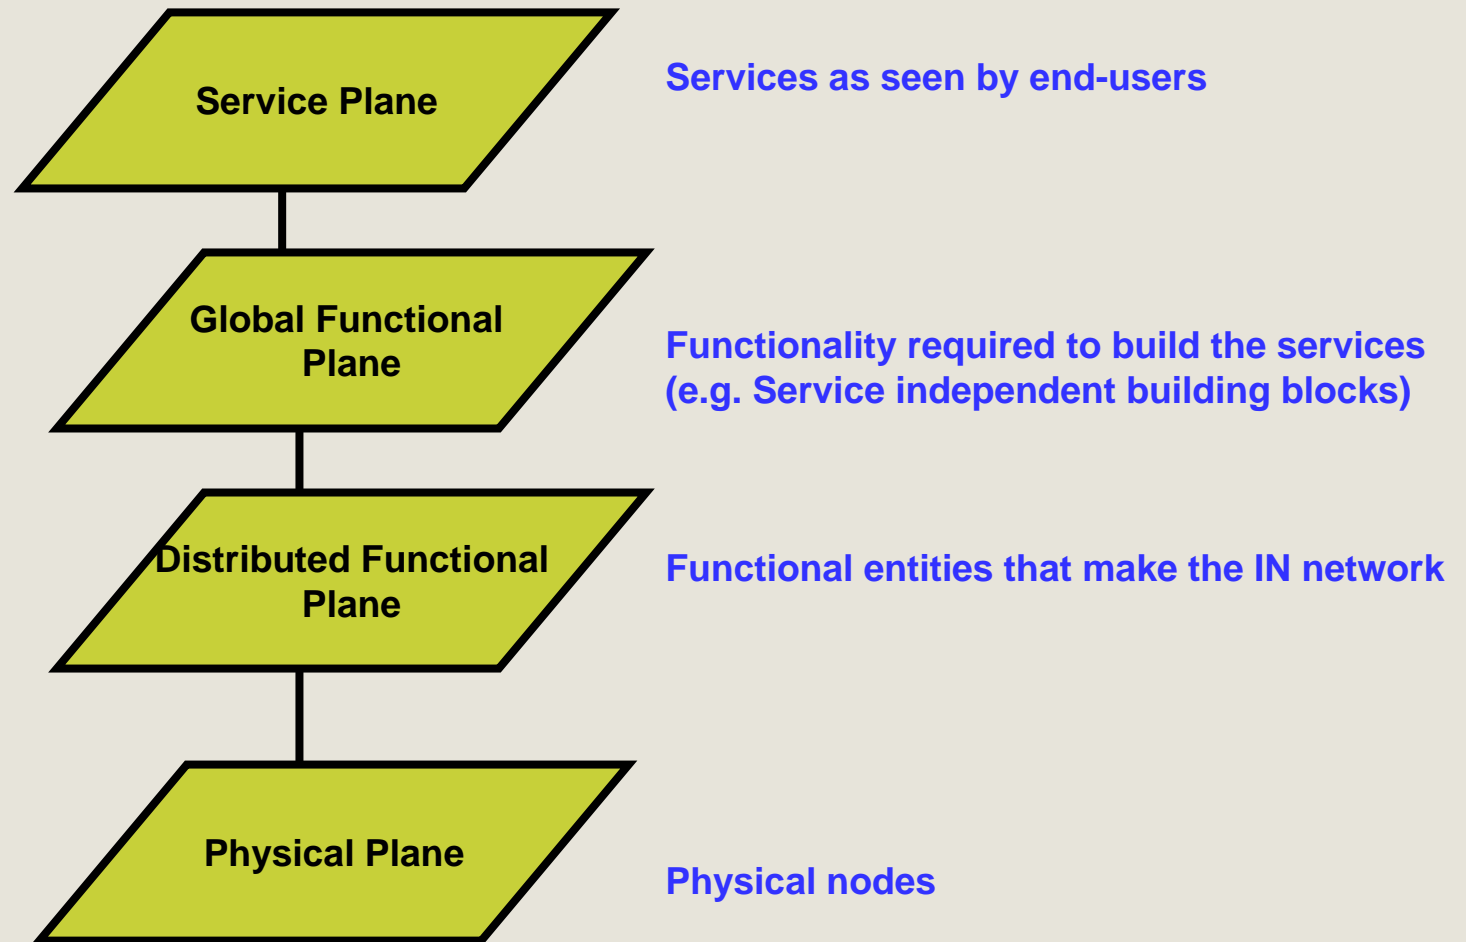 Service Plane
Services as seen by end-users
Global Functional
Plane
Functionality required to build the services
(e.g. Service independent building blocks)
Distributed Functional
Plane
Functional entities that make the IN network
Physical Plane
Physical nodes